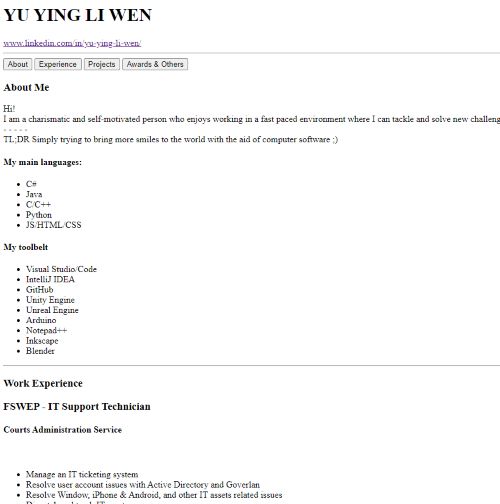 YU YING LI WEN
www.linkedin.com/in/yu-ying-li-wen/
About Experience Projects Awards & Others
About Me
Hi!
I am a charismatic and self-motivated person who enjoys working in a fast paced environment where I can tackle and solve new challeng
- - - - -
TL;DR Simply trying to bring more smiles to the world with the aid of computer software ;)
My main languages:
C#
Java
C/C++
Python
JS/HTML/CSS
My toolbelt
Visual Studio/Code
IntelliJ IDEA
GitHub
Unity Engine
Unreal Engine
Arduino
Notepad++
Inkscape
Blender
Work Experience
FSWEP - IT Support Technician
Courts Administration Service
Manage an IT ticketing system
Resolve user account issues with Active Directory and Goverlan
Resolve Window, iPhone & Android, and other IT assets related issues